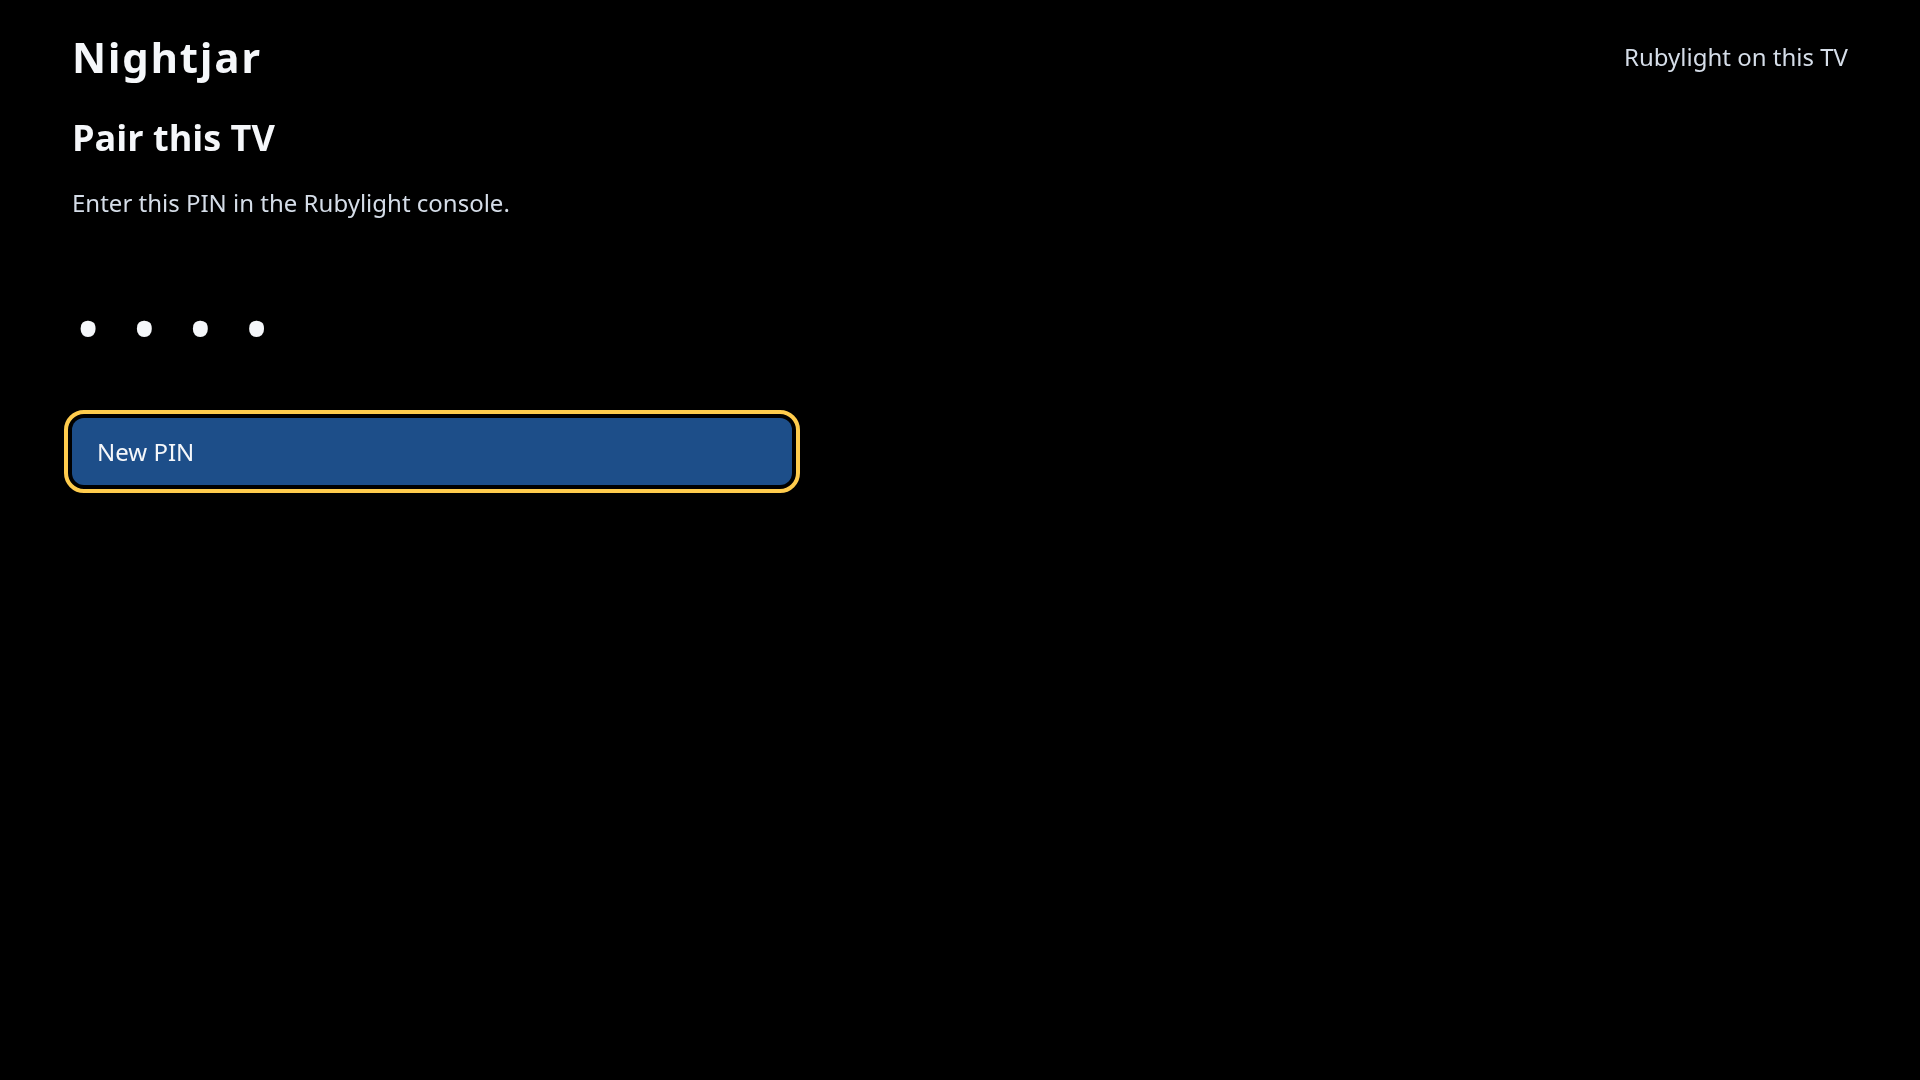 Nightjar
Rubylight on this TV
Pair this TV
Enter this PIN in the Rubylight console.
• • • •
New PIN